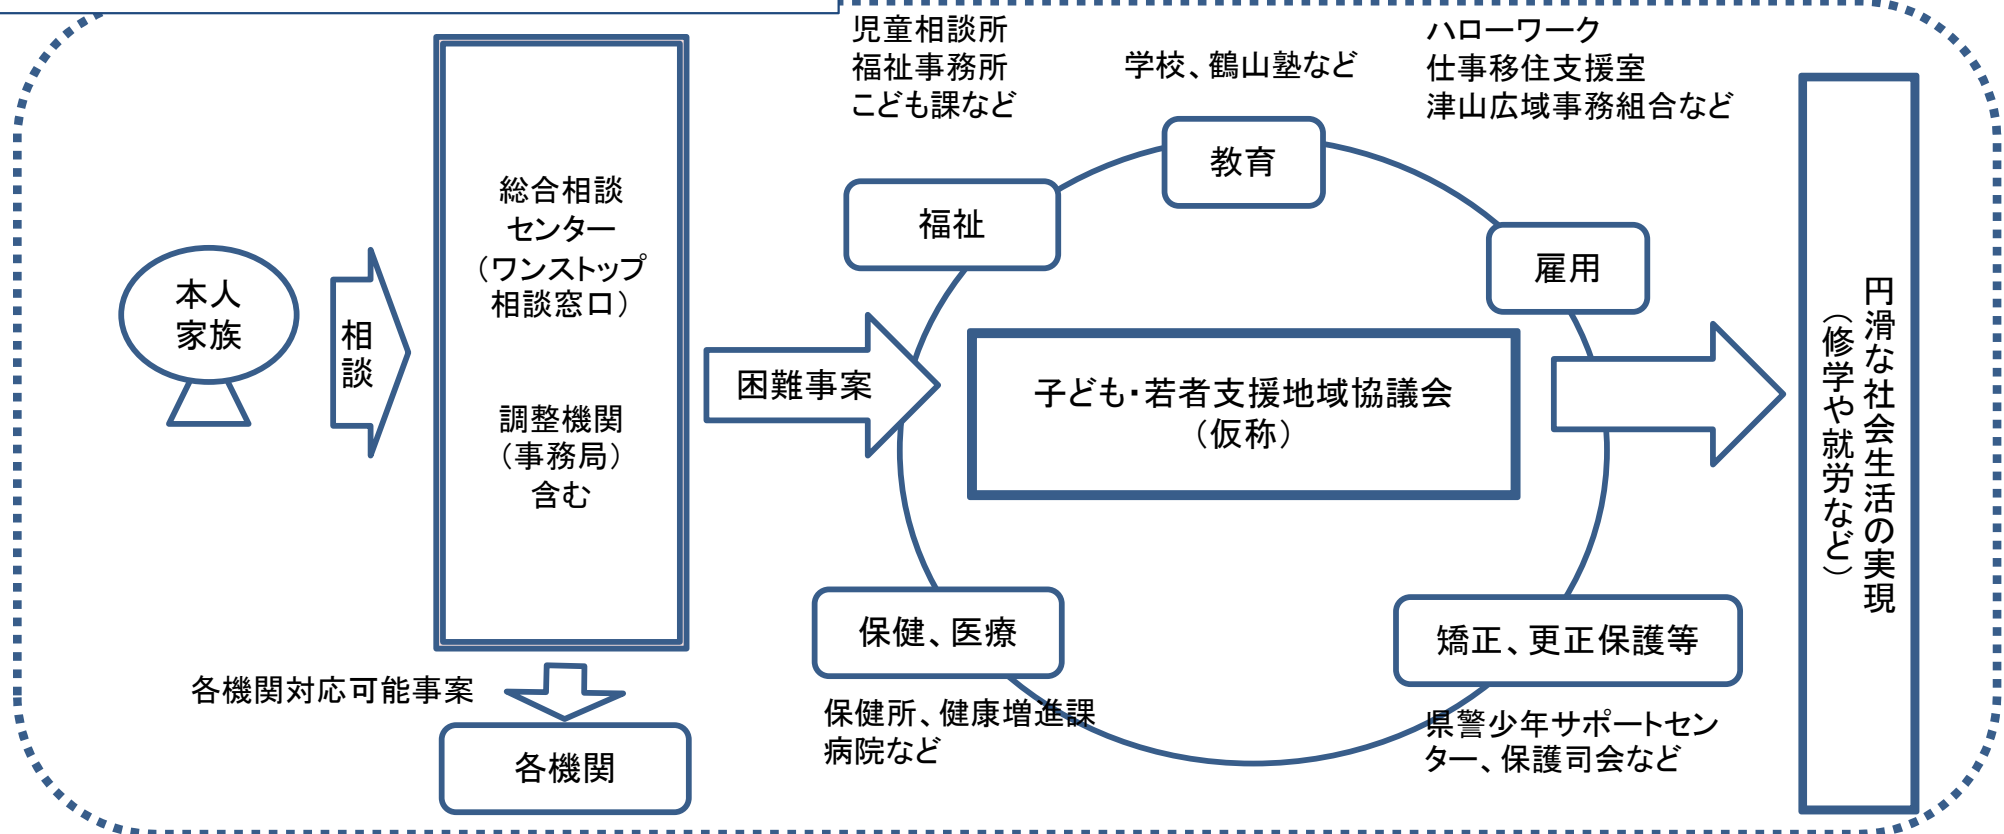 児童相談所
福祉事務所
こども課など
学校、鶴山塾など
ハローワーク
仕事移住支援室
津山広域事務組合など
教育
福祉
雇用
本人
家族
相談
総合相談
センター
（ワンストップ
相談窓口）
調整機関
（事務局）
含む
困難事案
子ども・若者支援地域協議会
（仮称）
円滑な社会生活の実現
（修学や就労など）
保健、医療
矯正、更正保護等
各機関対応可能事案
各機関
保健所、健康増進課
病院など
県警少年サポートセン
ター、保護司会など